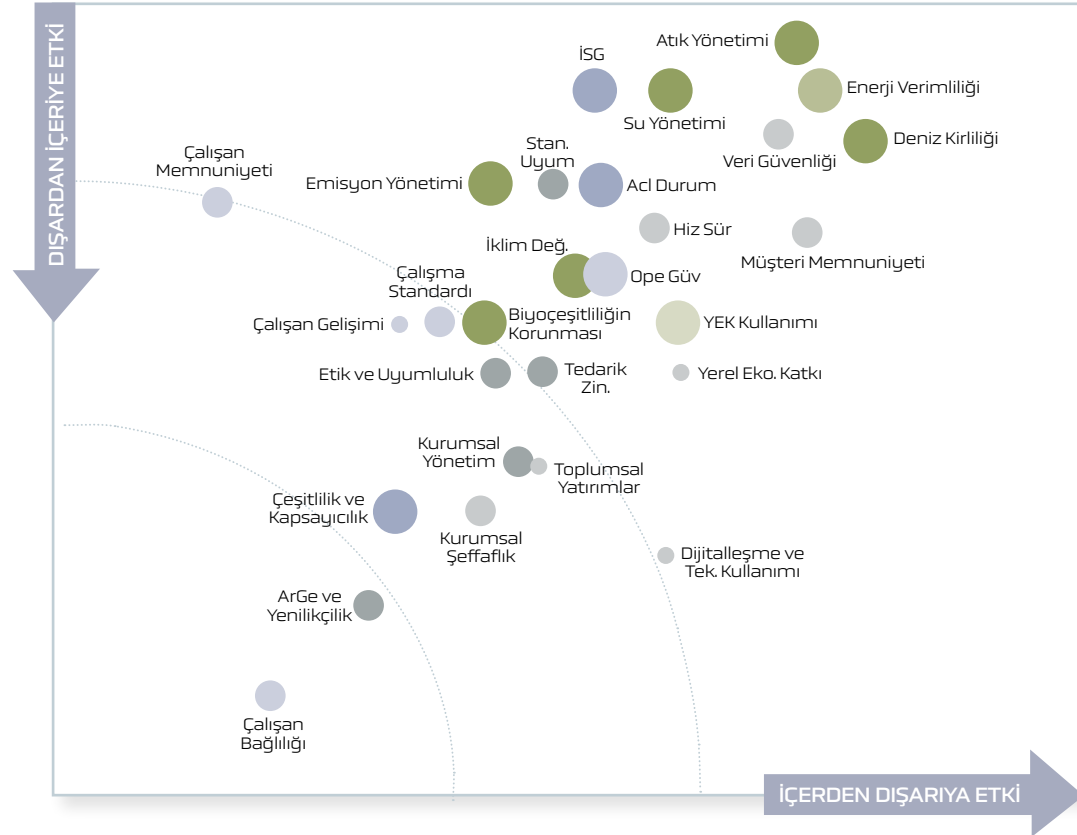 DIŞARDAN İÇERİYE ETKİ
Atık Yönetimi
İSG
Enerji Verimliliği
Su Yönetimi
Deniz Kirliliği
Veri Güvenliği
Stan.
Uyum
Çalışan
Memnuniyeti
Emisyon Yönetimi
Acl Durum
Hiz Sür
Müşteri Memnuniyeti
İklim Değ.
Ope Güv
Çalışma
Standardı
Çalışan Gelişimi
Biyoçeşitliliğin
Korunması
YEK Kullanımı
Etik ve Uyumluluk
Tedarik
Zin.
Yerel Eko. Katkı
Kurumsal
Yönetim
Toplumsal
Yatırımlar
Çeşitlilik ve
Kapsayıcılık
Kurumsal
Şeffaflık
Dijitalleşme ve
Tek. Kullanımı
ArGe ve
Yenilikçilik
Çalışan
Bağlılığı
İÇERDEN DIŞARIYA ETKİ